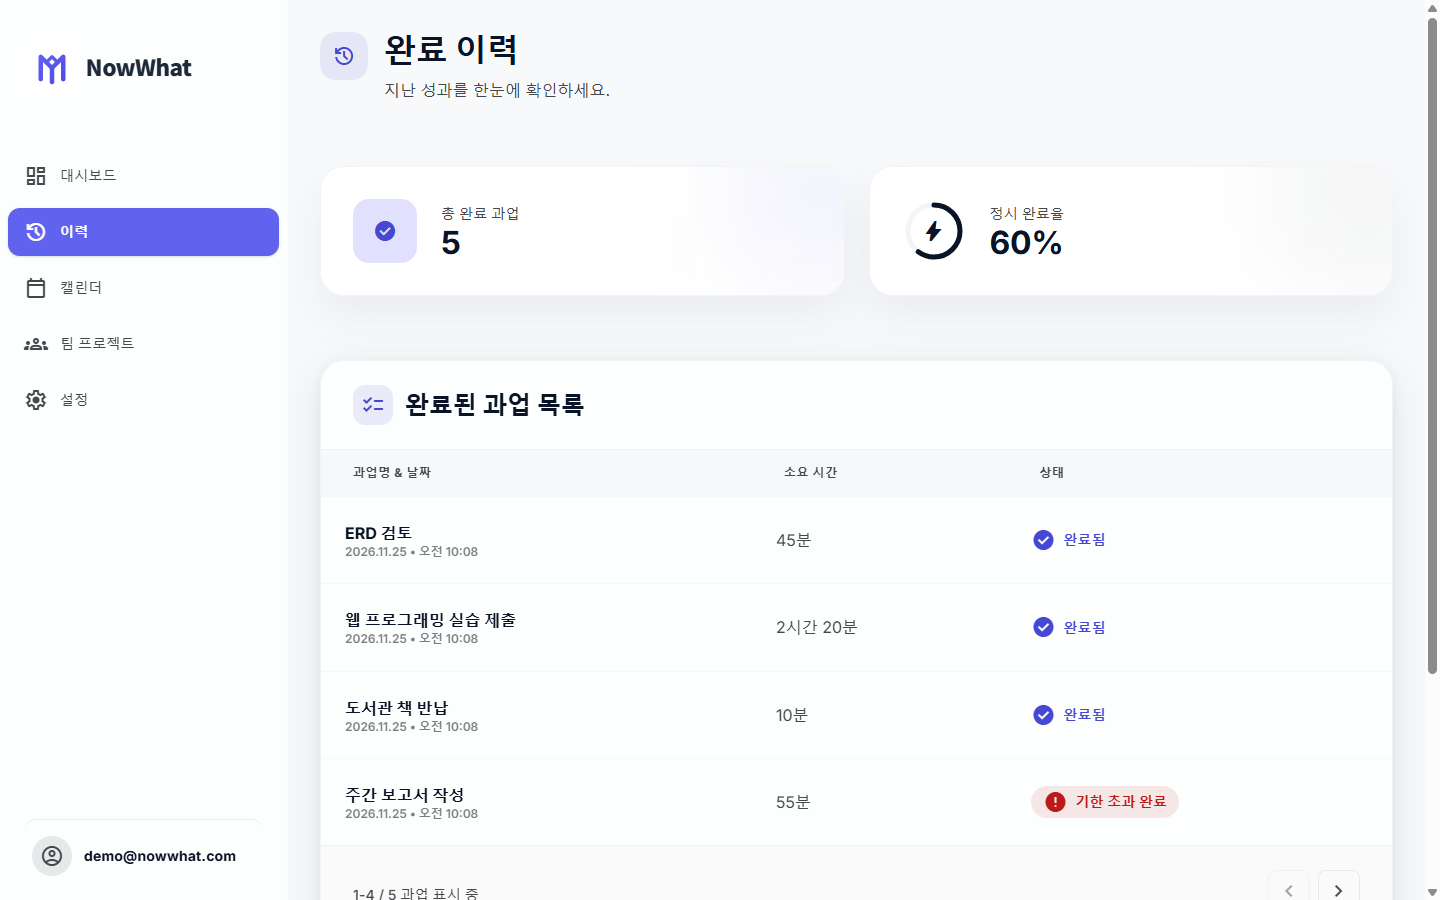 NowWhat
대시보드
이력
캘린더
팀 프로젝트
설정
demo@nowwhat.com
완료 이력
지난 성과를 한눈에 확인하세요.
총 완료 과업
5
정시 완료율
60%
완료된 과업 목록
과업명 & 날짜 소요 시간 상태
ERD 검토
2026.11.25 • 오전 10:08
45분
완료됨
웹 프로그래밍 실습 제출
2026.11.25 • 오전 10:08
2시간 20분
완료됨
도서관 책 반납
2026.11.25 • 오전 10:08
10분
완료됨
주간 보고서 작성
2026.11.25 • 오전 10:08
55분
기한 초과 완료
1-4 / 5 과업 표시 중